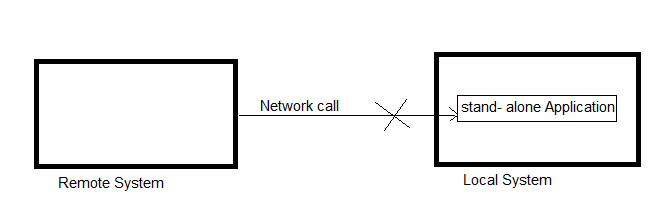 Network call
stand- alone Application
Remote System
Local System